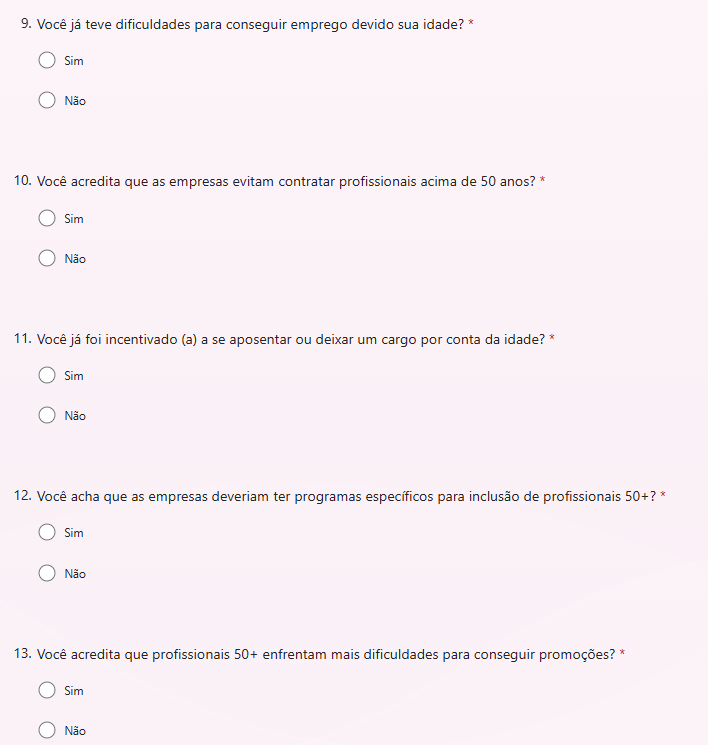 9. Você já teve dificuldades para conseguir emprego devido sua idade? *
Sim
Não
10. Você acredita que as empresas evitam contratar profissionais acima de 50 anos? *
Sim
Não
11. Você já foi incentivado (a) a se aposentar ou deixar um cargo por conta da idade? *
Sim
Não
12. Você acha que as empresas deveriam ter programas específicos para inclusão de profissionais 50+? *
Sim
Não
13. Você acredita que profissionais 50+ enfrentam mais dificuldades para conseguir promoções? *
Sim
Não